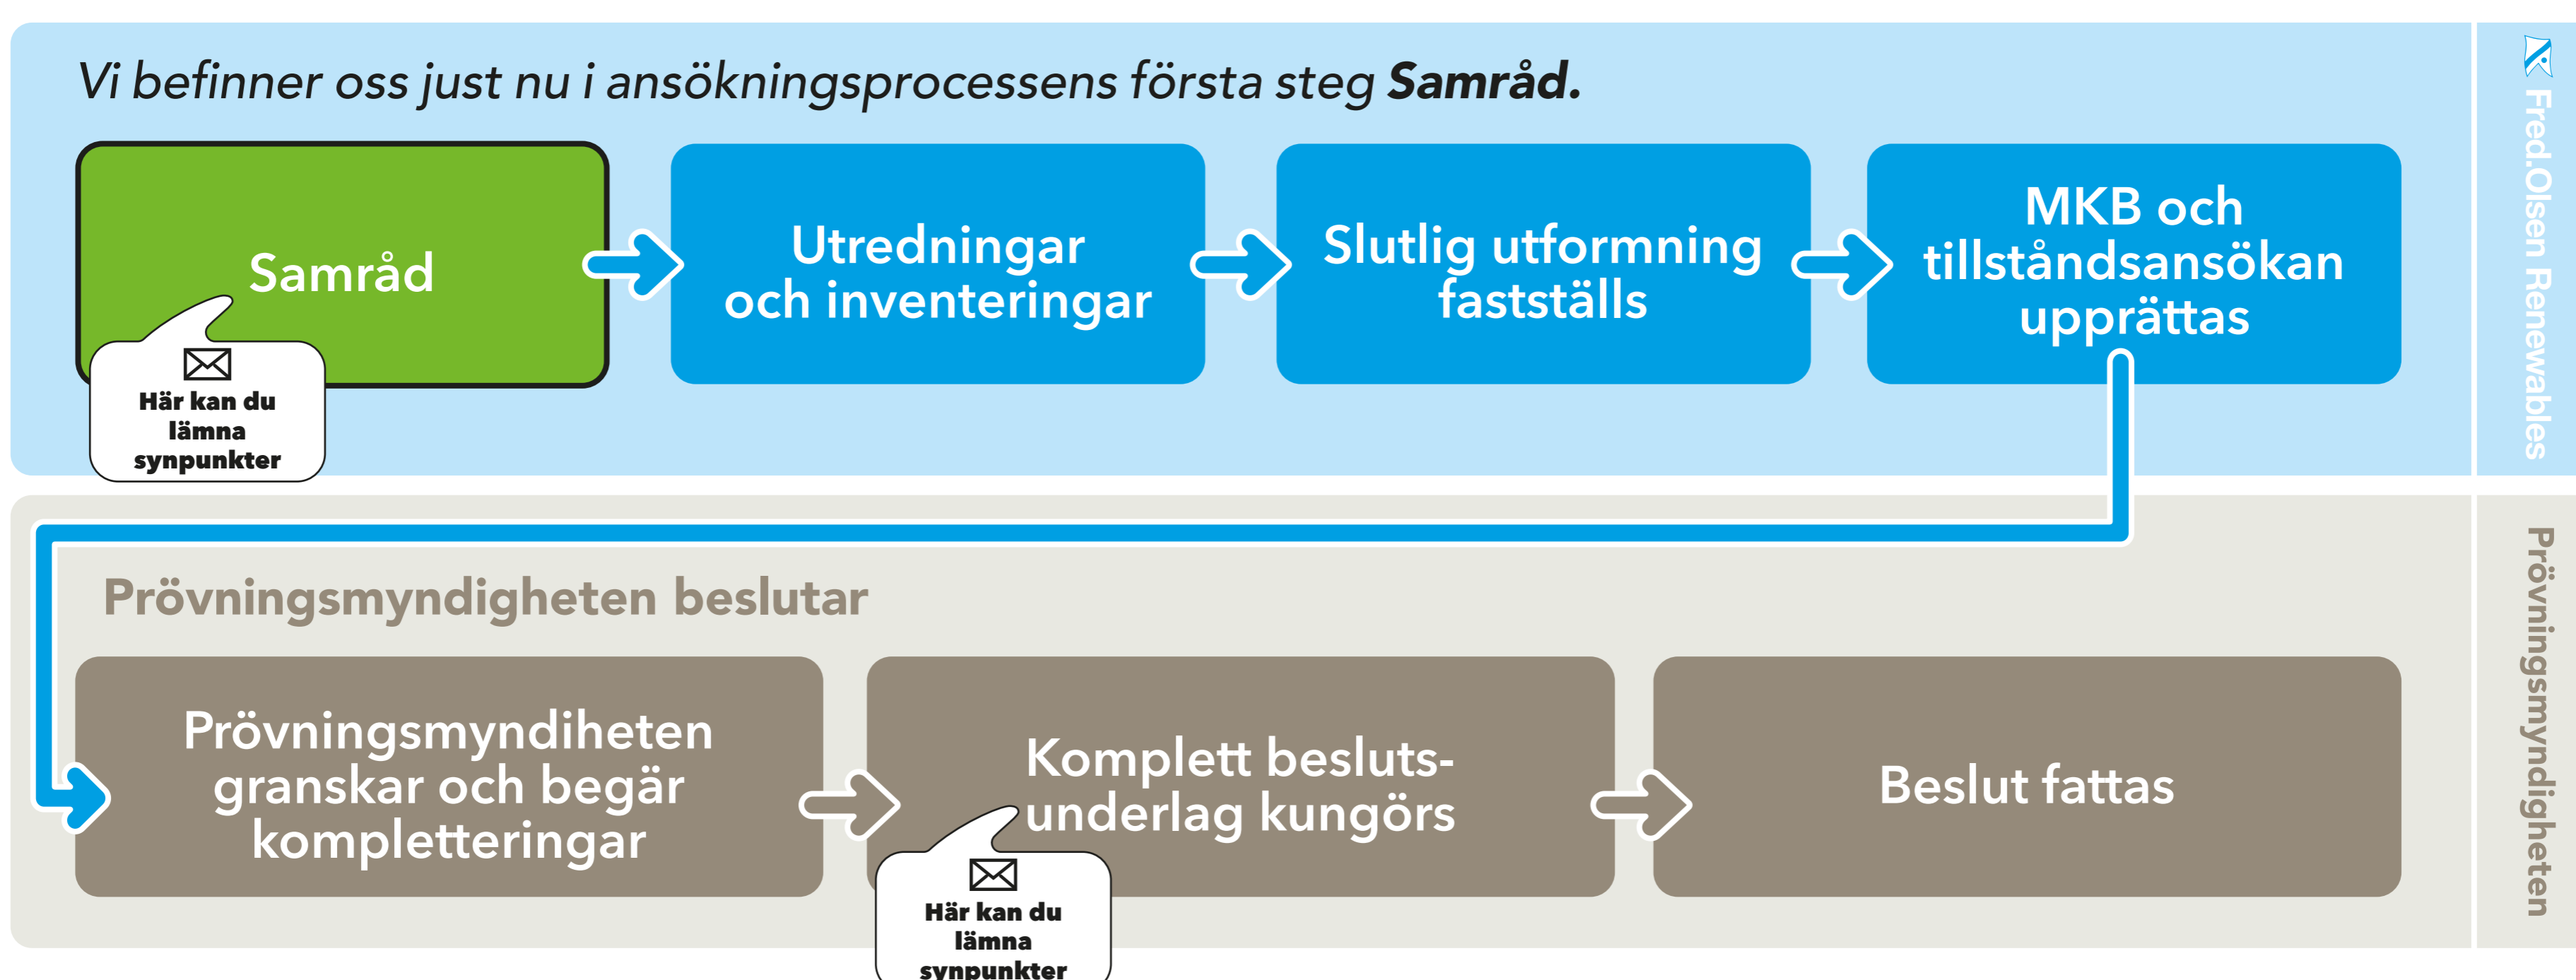 Vi befinner oss just nu i ansökningsprocessens första steg Samråd.
Samråd
Här kan du
lämna
synpunkter
Utredningar
och inventeringar
Slutlig utformning
fastställs
MKB och
tillståndsansökan
upprättas
Fred.Olsen Renewables
Prövningsmyndigheten beslutar
Prövningsmyndiheten
granskar och begär
kompletteringar
Komplett besluts-
underlag kungörs
Här kan du
lämna
synpunkter
Beslut fattas
Prövningsmyndigheten